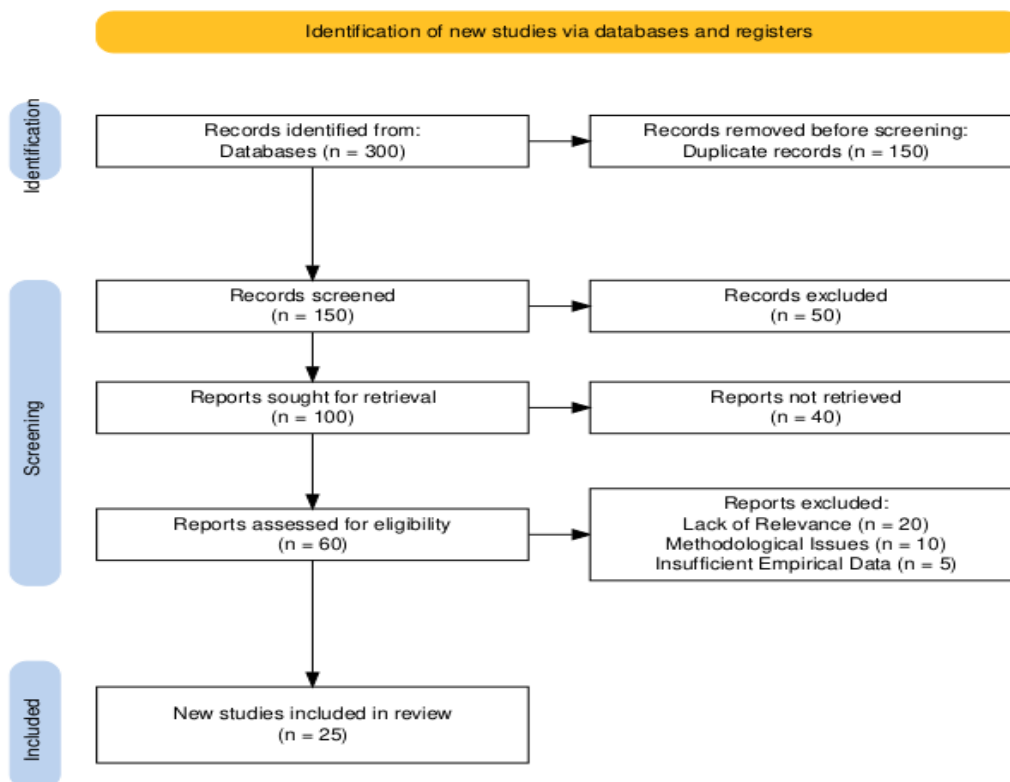 Identification of new studies via databases and registers
Identification
Records identified from:
Databases (n = 300)
Records removed before screening:
Duplicate records (n = 150)
Screening
Records screened
(n = 150)
Records excluded
(n = 50)
Reports sought for retrieval
(n = 100)
Reports not retrieved
(n = 40)
Reports assessed for eligibility
(n = 60)
Reports excluded:
Lack of Relevance (n = 20)
Methodological Issues (n = 10)
Insufficient Empirical Data (n = 5)
Included
New studies included in review
(n = 25)